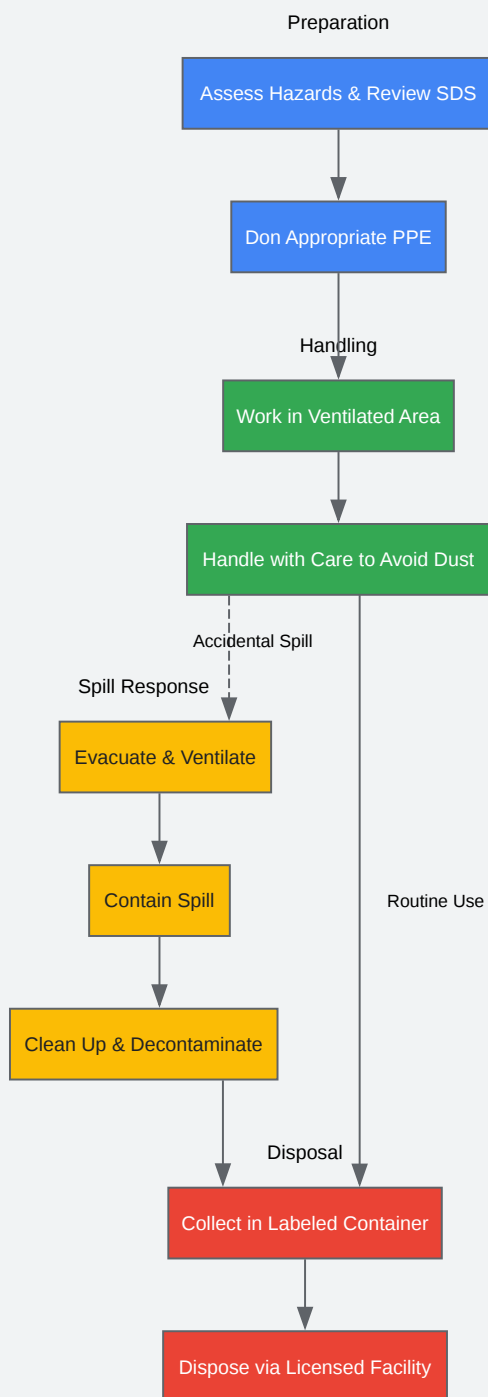 Preparation
Assess Hazards & Review SDS
Don Appropriate PPE
Handling
Work in Ventilated Area
Handle with Care to Avoid Dust
Accidental Spill
Spill Response
Evacuate & Ventilate
Contain Spill
Routine Use
Clean Up & Decontaminate
Disposal
Collect in Labeled Container
Dispose via Licensed Facility